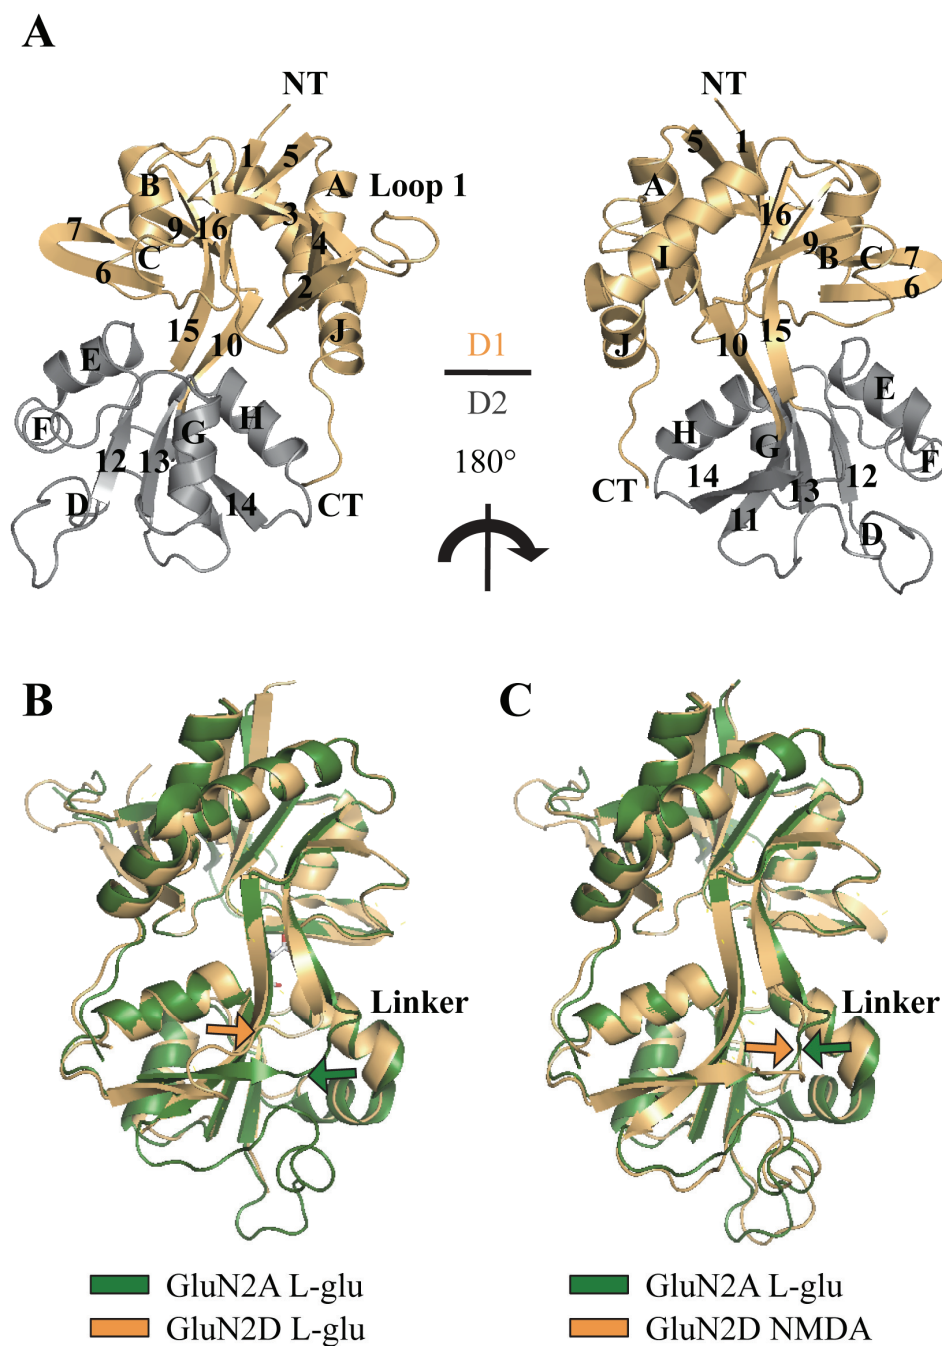 A
NT
1
5
B
A
Loop 1
7
9
16
3
C
4
6
2
15
10
J
E
F
G
H
12
13
D
14
CT
D1
D2
180°
NT
5
1
A
16
9
I
B
C
7
6
J
10
15
E
H
G
F
14
12
CT
13
11
D
B
Linker
GluN2A L-glu
GluN2D L-glu
C
Linker
GluN2A L-glu
GluN2D NMDA